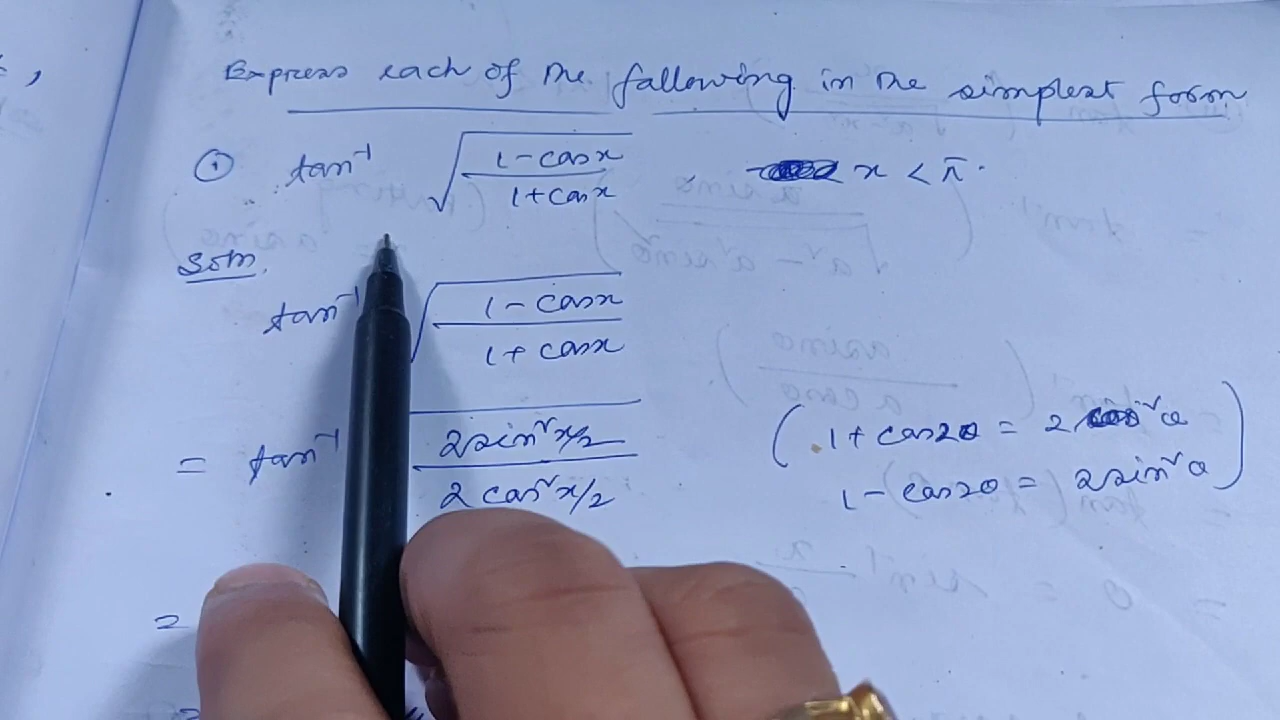 Express each of the following in the simplest form
① tan⁻¹ √(1-cosx / 1+cosx) , x < π.
Soln.
tan⁻¹ √(1-cosx / 1+cosx)
= tan⁻¹ √(2sin²x/2 / 2cos²x/2) (1+cos2θ = 2cos²θ
1-cos2θ = 2sin²θ)
=